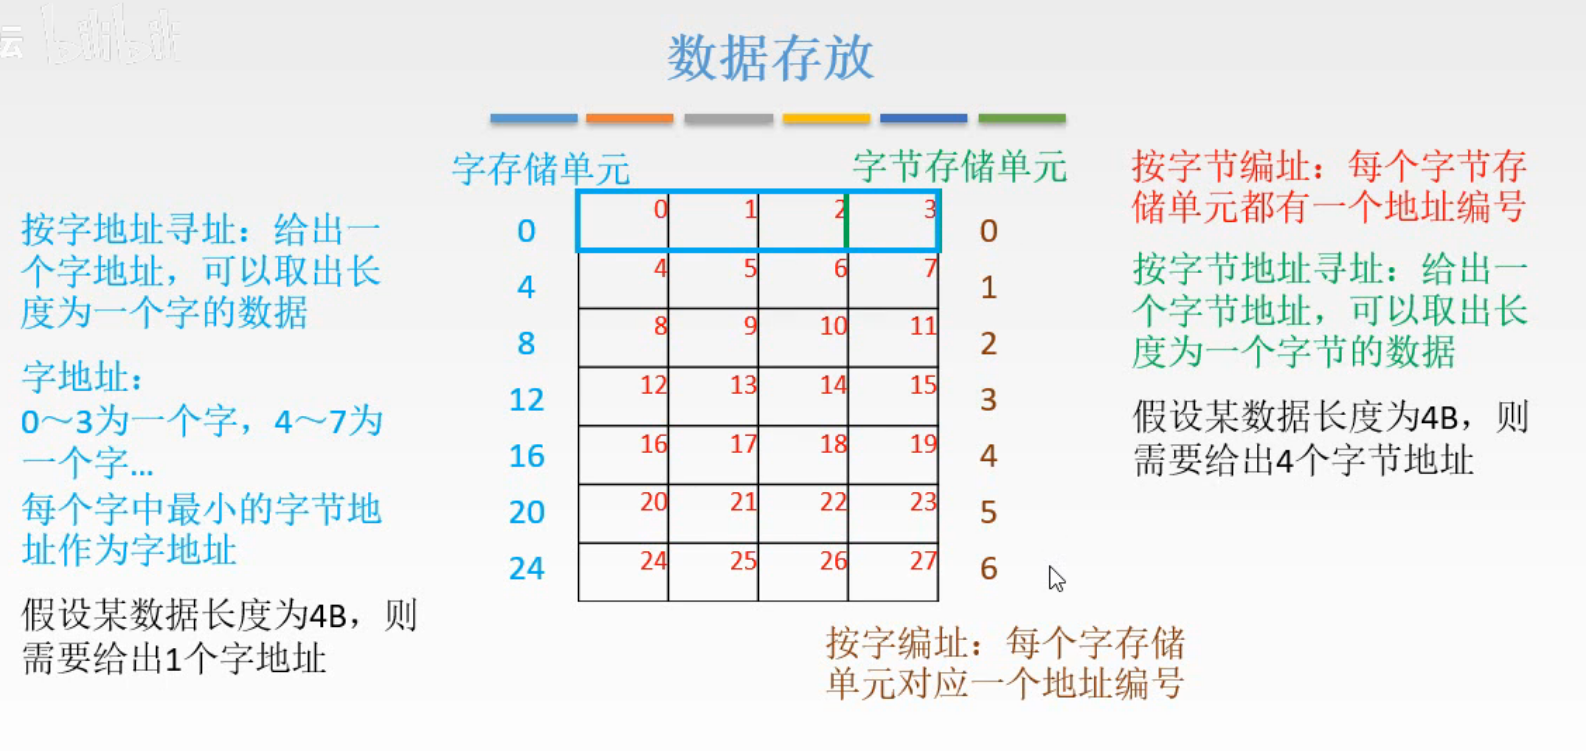 云 bilibili
数据存放
字存储单元
字节存储单元
按字地址寻址：给出一
个字地址，可以取出长
度为一个字的数据
字地址：
0～3为一个字，4～7为
一个字...
每个字中最小的字节地
址作为字地址
假设某数据长度为4B，则
需要给出1个字地址
0 0 1 2 3 0
4 4 5 6 7 1
8 8 9 10 11 2
12 12 13 14 15 3
16 16 17 18 19 4
20 20 21 22 23 5
24 24 25 26 27 6
按字编址：每个字存储
单元对应一个地址编号
按字节编址：每个字节存
储单元都有一个地址编号
按字节地址寻址：给出一
个字节地址，可以取出长
度为一个字节的数据
假设某数据长度为4B，则
需要给出4个字节地址